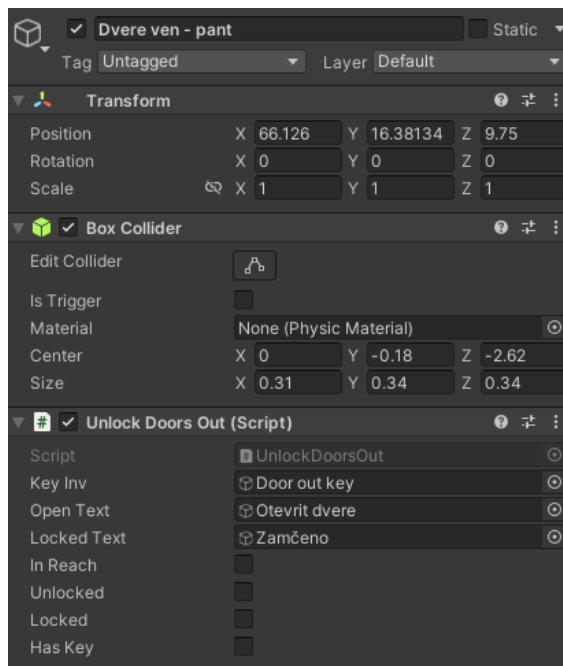 Dvere ven - pant Static
Tag Untagged Layer Default
Transform
Position X 66.126 Y 16.38134 Z 9.75
Rotation X 0 Y 0 Z 0
Scale X 1 Y 1 Z 1
Box Collider
Edit Collider
Is Trigger
Material None (Physic Material)
Center X 0 Y -0.18 Z -2.62
Size X 0.31 Y 0.34 Z 0.34
# Unlock Doors Out (Script)
Script # UnlockDoorsOut
Key Inv Door out key
Open Text Otevrit dvere
Locked Text Zamčeno
In Reach
Unlocked
Locked
Has Key